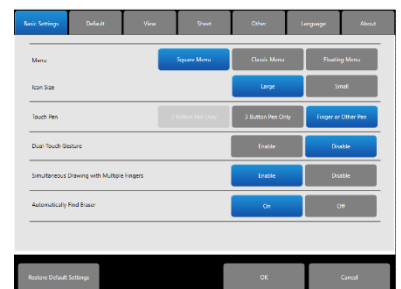 Basic Settings Default View Sheet Other Language About
Menu Square Menu Classic Menu Floating Menu
Icon Size Large Small
Touch Pen 2 Button Pen Only 3 Button Pen Only Finger or Other Pen
Dual-Touch Gesture Enable Disable
Simultaneous Drawing with Multiple Fingers Enable Disable
Automatically Find Eraser On Off
Restore Default Settings OK Cancel